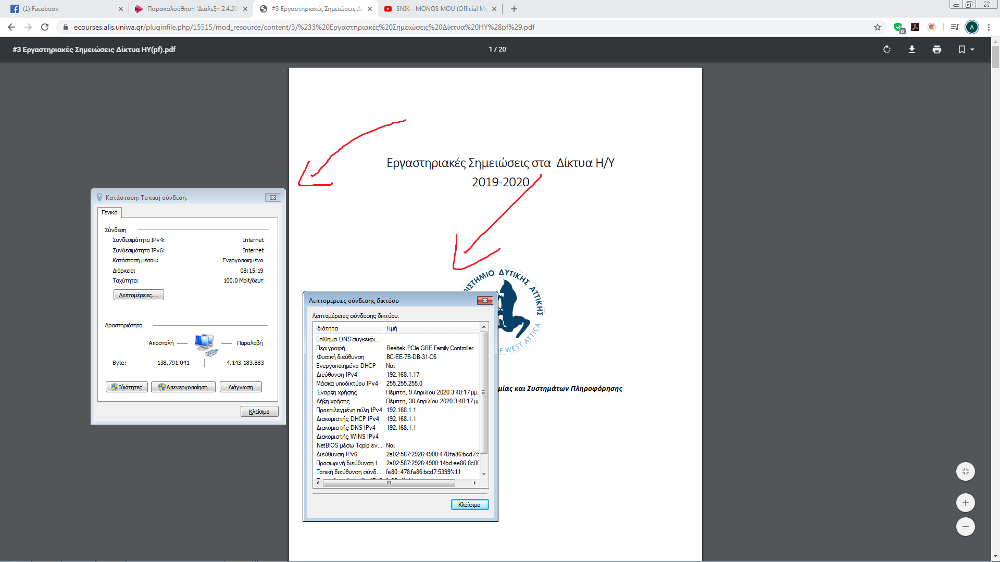 (1) Facebook
Παρακολούθηση 'Διάλεξη 2.4.20
#3 Εργαστηριακές Σημειώσεις Δί
SNIK - MONOS MOU (Official Mu
ecourses.alis.uniwa.gr/pluginfile.php/15515/mod_resource/content/3/%233%20Εργαστηριακές%20Σημειώσεις%20Δίκτυα%20ΗΥ%28pf%29.pdf
0
A
#3 Εργαστηριακές Σημειώσεις Δίκτυα ΗΥ(pf).pdf
1 / 20
Εργαστηριακές Σημειώσεις στα Δίκτυα Η/Υ
2019-2020
ΙΣΤΗΜΙΟ ΔΥΤΙΚΗΣ ΑΤΤΙΚΗΣ
F WEST ATTICA
μίας και Συστημάτων Πληροφόρησης
Κατάσταση: Τοπική σύνδεση.
Γενικά
Σύνδεση
Συνδεσιμότητα IPv4: Internet
Συνδεσιμότητα IPv6: Internet
Κατάσταση μέσου: Ενεργοποιημένο
Διάρκεια: 08:15:19
Ταχύτητα: 100.0 Mbit/δευτ
Λεπτομέρειες...
Δραστηριότητα
Αποστολή — Παραλαβή
Byte: 138.791.041 | 4.143.183.883
Ιδιότητες Απενεργοποίηση Διάγνωση
Κλείσιμο
Λεπτομέρειες σύνδεσης δικτύου
Λεπτομέρειες σύνδεσης δικτύου:
Ιδιότητα Τιμή
Επίθημα DNS συγκεκρι...
Περιγραφή Realtek PCIe GBE Family Controller
Φυσική διεύθυνση BC-EE-7B-DB-31-C6
Ενεργοποιημένο DHCP Ναι
Διεύθυνση IPv4 192.168.1.17
Μάσκα υποδικτύου IPv4 255.255.255.0
Έναρξη χρήσης Πέμπτη, 9 Απριλίου 2020 3:40:17 μμ
Λήξη χρήσης Πέμπτη, 30 Απριλίου 2020 3:40:17 μμ
Προεπιλεγμένη πύλη IPv4 192.168.1.1
Διακομιστής DHCP IPv4 192.168.1.1
Διακομιστής DNS IPv4 192.168.1.1
Διακομιστής WINS IPv4
NetBIOS μέσω Tcpip εν... Ναι
Διεύθυνση IPv6 2a02:587:2926:4900:478:fa86:bcd7:5
Προσωρινή διεύθυνση I... 2a02:587:2926:4900:14bd:ee86:8c00
Τοπική διεύθυνση σύνδ... fe80::478:fa86:bcd7:5399%11
Κλείσιμο